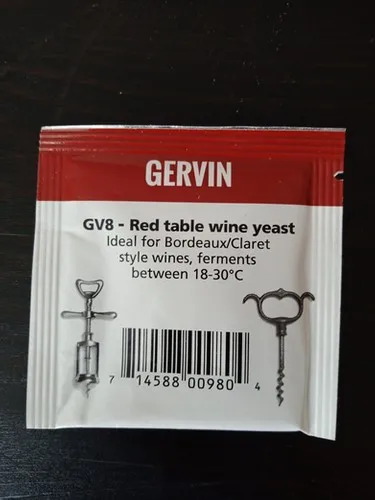 GERVIN
GV8 - Red table wine yeast
Ideal for Bordeaux/Claret
style wines, ferments
between 18-30°C
7 14588 00980 4